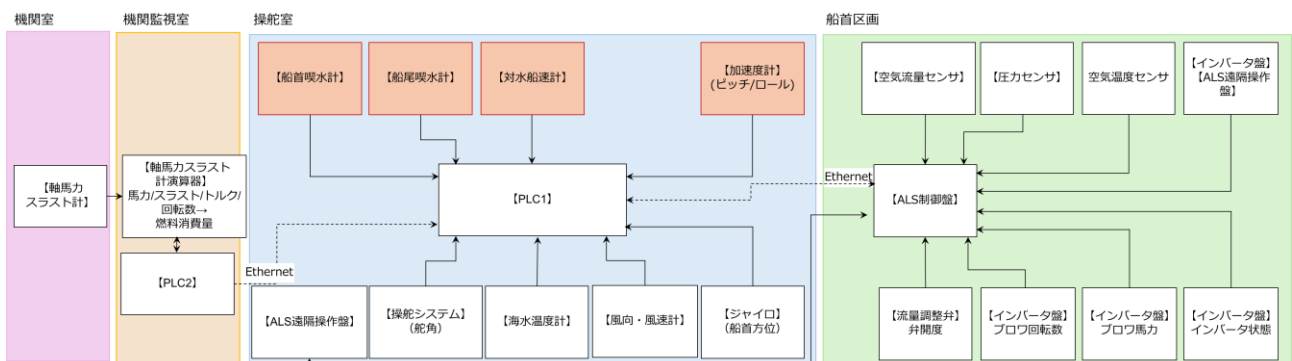 機関室
機関監視室
操舵室
船首区画
【船首喫水計】
【船尾喫水計】
【対水船速計】
【加速度計】
(ピッチ/ロール)
【空気流量センサ】
【圧力センサ】
空気温度センサ
【インバータ盤】
【ALS遠隔操作
盤】
【軸馬力
スラスト計】
【軸馬力スラスト
計演算器】
馬力/スラスト/トルク/
回転数→
燃料消費量
【PLC1】
Ethernet
【ALS制御盤】
【PLC2】
Ethernet
【ALS遠隔操作盤】
【操舵システム】
（舵角）
【海水温度計】
【風向・風速計】
【ジャイロ】
（船首方位）
【流量調整弁】
弁開度
【インバータ盤】
ブロワ回転数
【インバータ盤】
ブロワ馬力
【インバータ盤】
インバータ状態